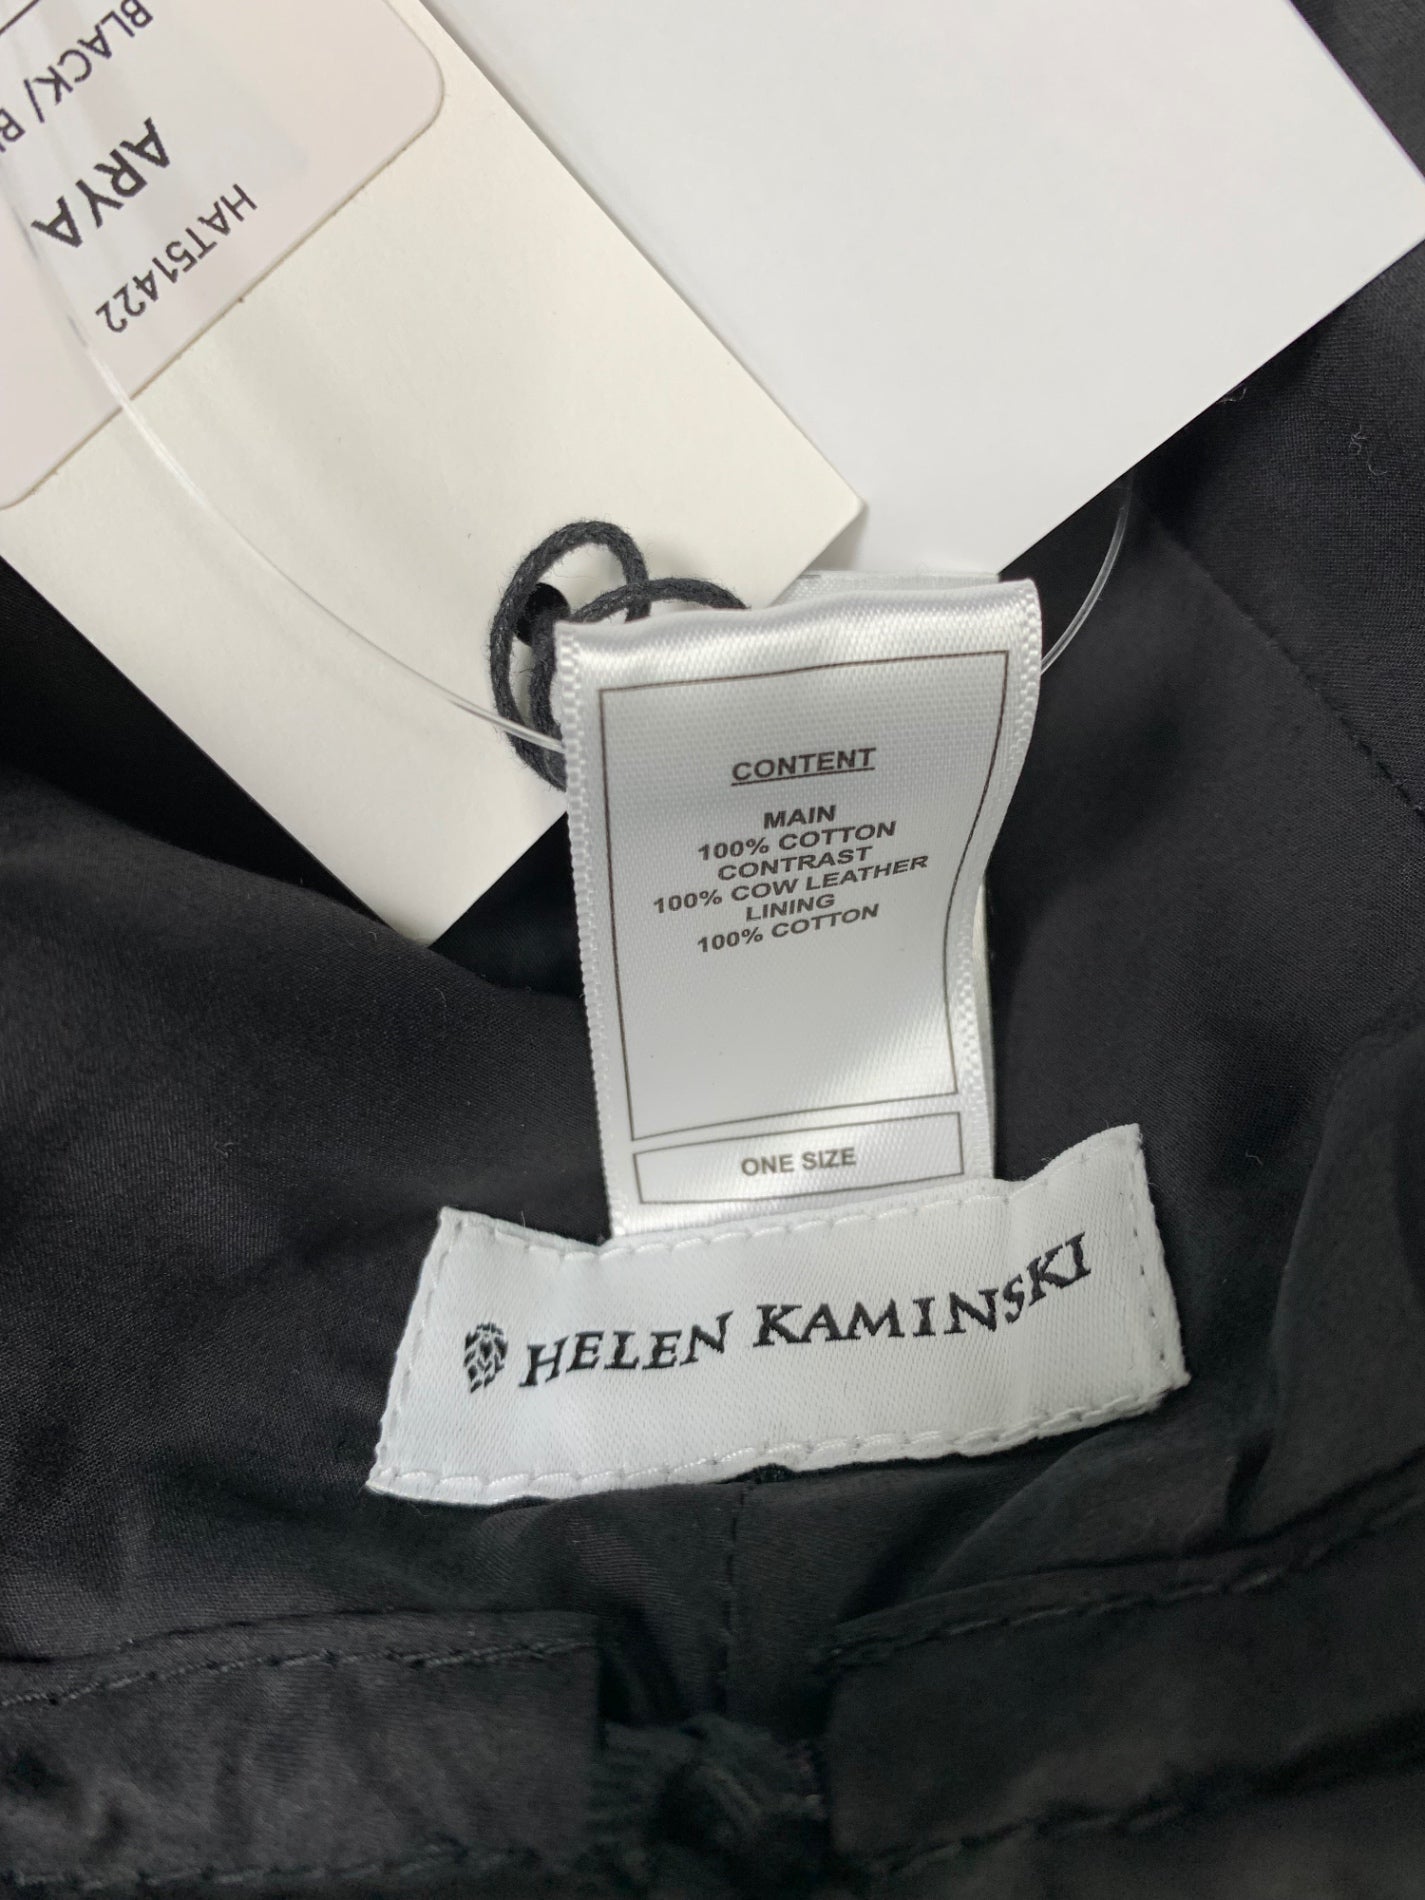 HAT51422
ARYA
BLACK/
CONTENT
MAIN
100% COTTON
CONTRAST
100% COW LEATHER
LINING
100% COTTON
ONE SIZE
HELEN KAMINSKI